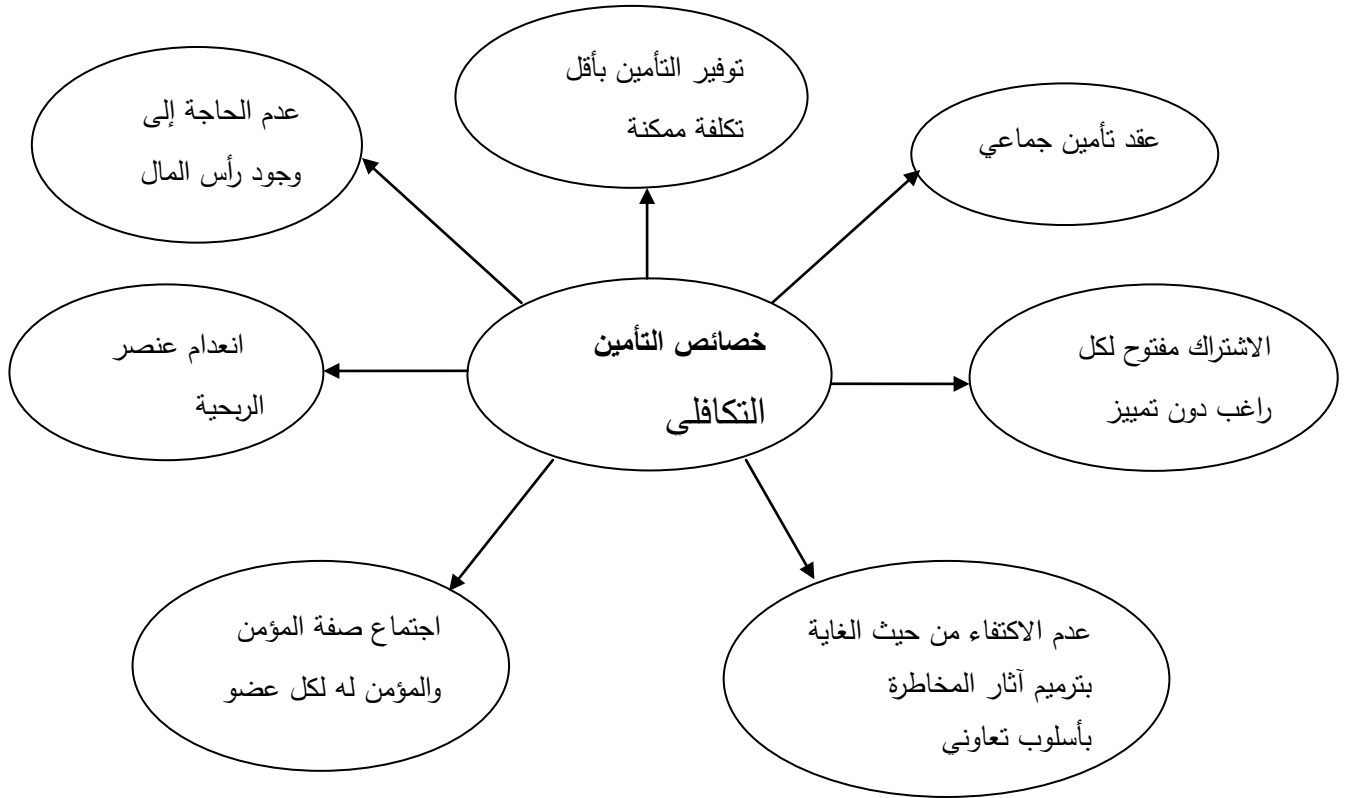 توفير التأمين بأقل
تكلفة ممكنة
عقد تأمين جماعي
عدم الحاجة إلى
وجود رأس المال
خصائص التأمين
التكافلي
الاشتراك مفتوح لكل
راغب دون تمييز
انعدام عنصر
الربحية
عدم الاكتفاء من حيث الغاية
بترميم آثار المخاطرة
بأسلوب تعاوني
اجتماع صفة المؤمن
والمؤمن له لكل عضو